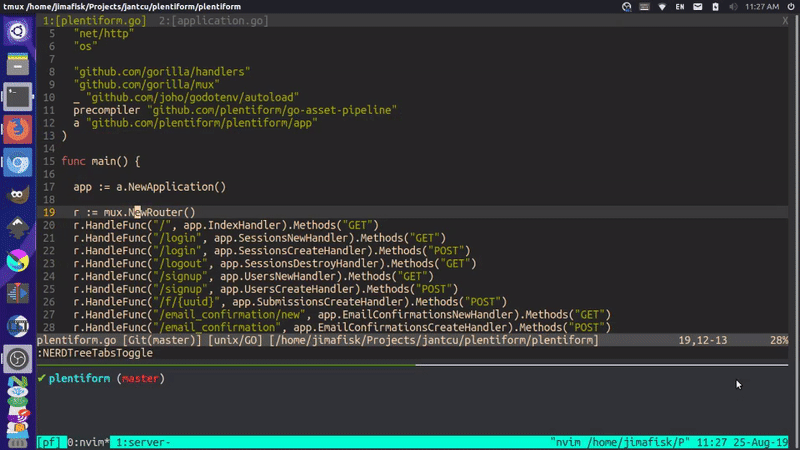 tmux /home/jimafisk/Projects/jantcu/plentiform/plentiform EN 11:27 AM
1:[plentiform.go] 2:[application.go] X
5 "net/http"
6 "os"
7
8 "github.com/gorilla/handlers"
9 "github.com/gorilla/mux"
10 _ "github.com/joho/godotenv/autoload"
11 precompiler "github.com/plentiform/go-asset-pipeline"
12 a "github.com/plentiform/plentiform/app"
13 )
14
15 func main() {
16
17 app := a.NewApplication()
18
19 r := mux.NewRouter()
20 r.HandleFunc("/", app.IndexHandler).Methods("GET")
21 r.HandleFunc("/login", app.SessionsNewHandler).Methods("GET")
22 r.HandleFunc("/login", app.SessionsCreateHandler).Methods("POST")
23 r.HandleFunc("/logout", app.SessionsDestroyHandler).Methods("GET")
24 r.HandleFunc("/signup", app.UsersNewHandler).Methods("GET")
25 r.HandleFunc("/signup", app.UsersCreateHandler).Methods("POST")
26 r.HandleFunc("/f/{uuid}", app.SubmissionsCreateHandler).Methods("POST")
27 r.HandleFunc("/email_confirmation/new", app.EmailConfirmationsNewHandler).Methods("GET")
28 r.HandleFunc("/email_confirmation", app.EmailConfirmationsCreateHandler).Methods("POST")
plentiform.go [Git(master)] [unix/GO] [/home/jimafisk/Projects/jantcu/plentiform/plentiform] 19,12-13 28%
:NERDTreeTabsToggle
✔ plentiform (master)
[pf] 0:nvim* 1:server- "nvim /home/jimafisk/P" 11:27 25-Aug-19